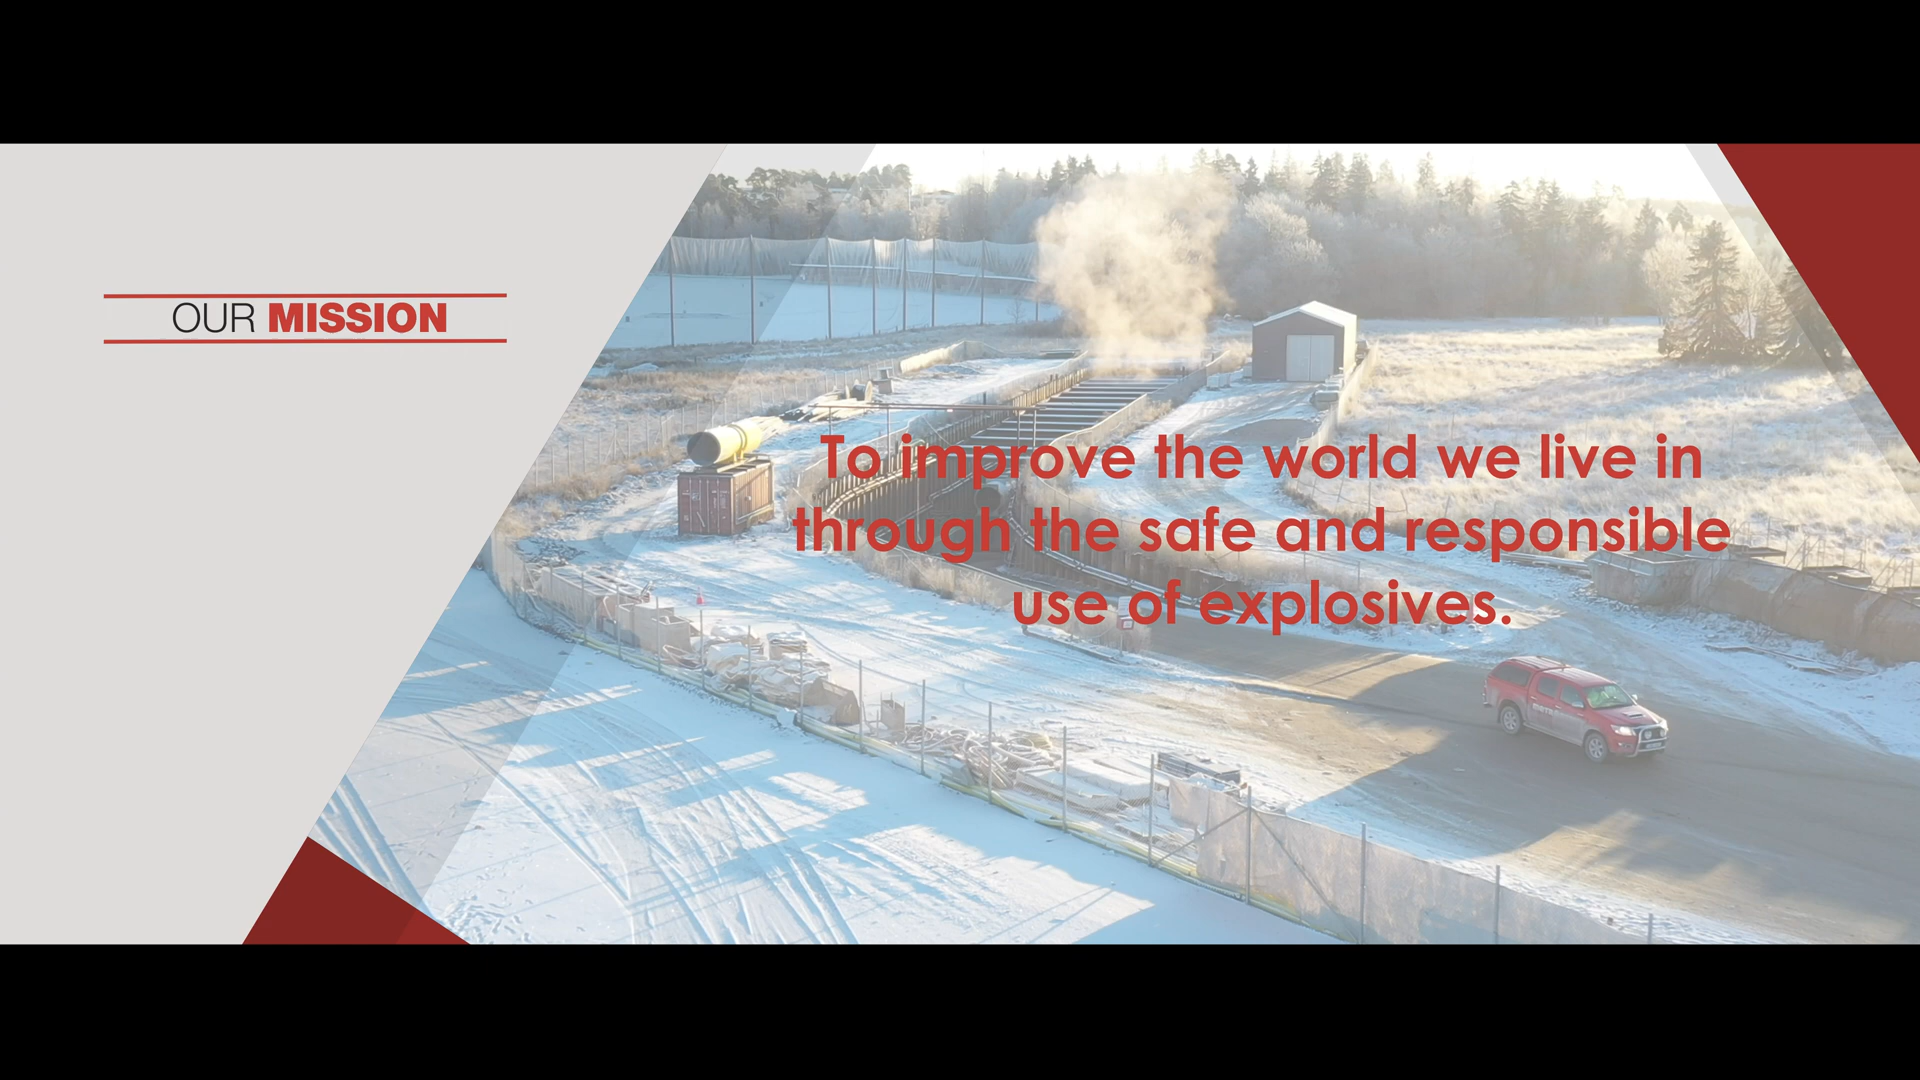 OUR MISSION
To improve the world we live in
through the safe and responsible
use of explosives.